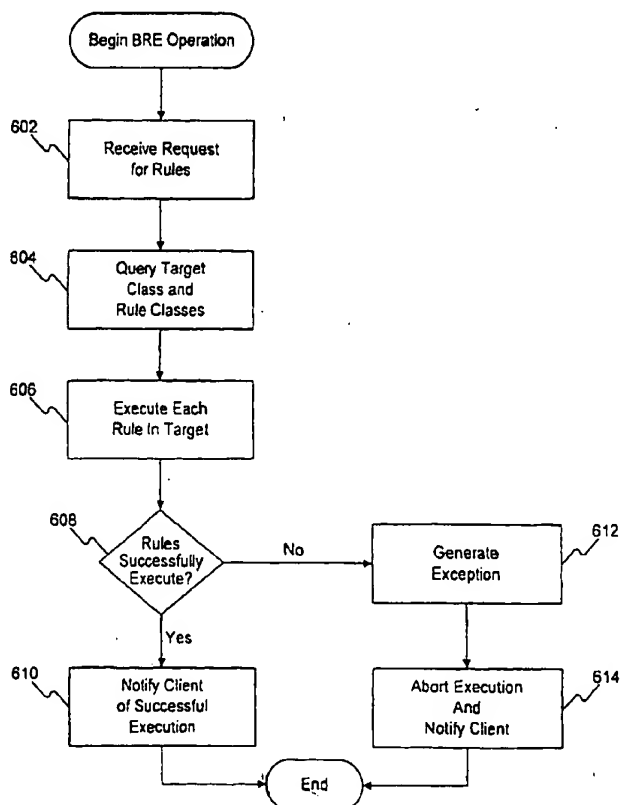 Begin BRE Operation
602
Receive Request
for Rules
804
Query Target
Class and
Rule Classes
606
Execute Each
Rule In Target
608
Rules
Successfully
Execute?
No
612
Generate
Exception
Yes
610
Notify Client
of Successful
Execution
Abort Execution
And
Notify Client
614
End